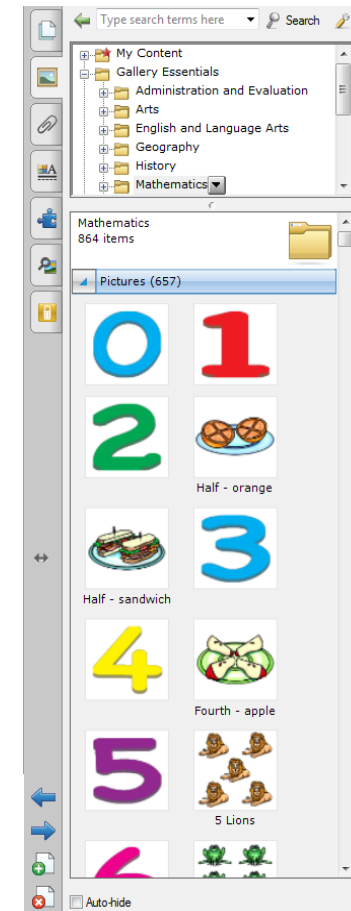 Type search terms here
Search
My Content
Gallery Essentials
Administration and Evaluation
Arts
English and Language Arts
Geography
History
Mathematics
Mathematics
864 items
Pictures (657)
0 1
2
Half - orange
3
Half - sandwich
4
Fourth - apple
5
5 Lions
6
Auto-hide